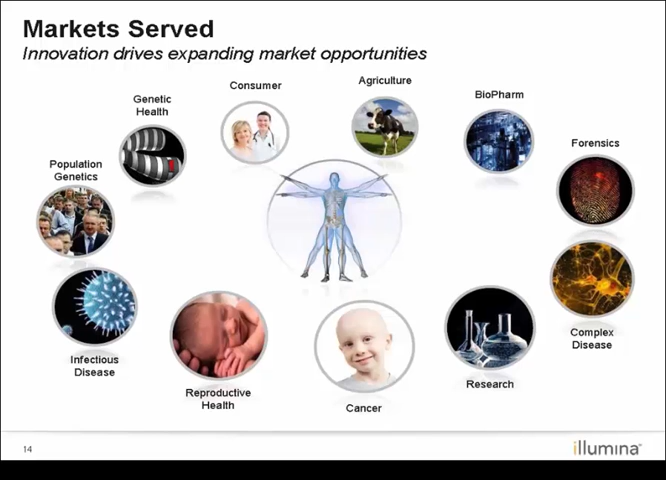 Markets Served
Innovation drives expanding market opportunities
Agriculture
Consumer
BioPharm
Genetic
Health
Forensics
Population
Genetics
Complex
Disease
Infectious
Disease
Research
Reproductive
Health
Cancer
14
illumina®